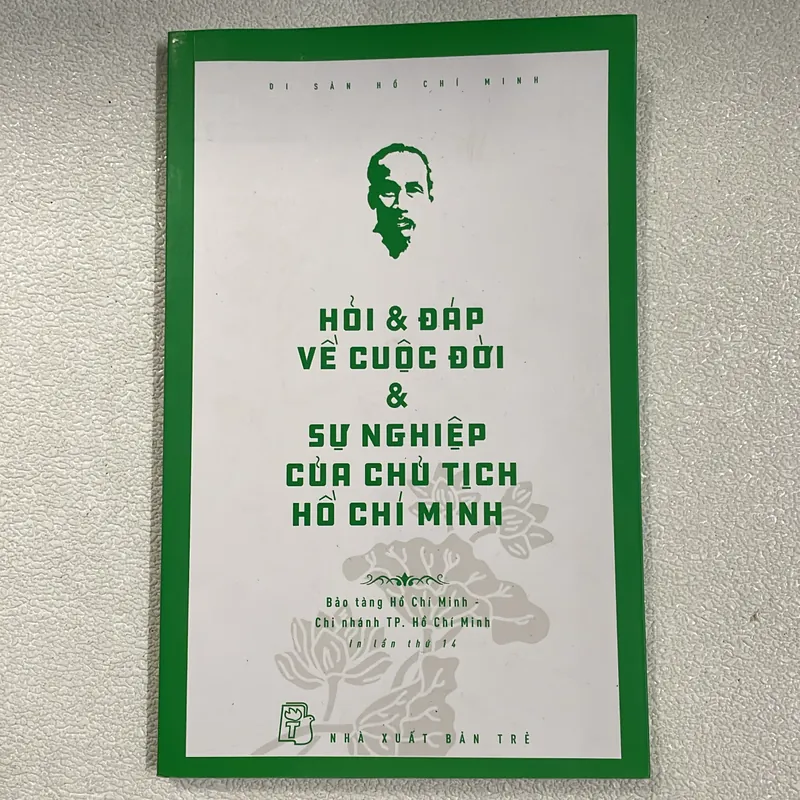 DI SẢN HỒ CHÍ MINH
HỎI & ĐÁP
VỀ CUỘC ĐỜI
&
SỰ NGHIỆP
CỦA CHỦ TỊCH
HỒ CHÍ MINH
Bảo tàng Hồ Chí Minh -
Chi nhánh TP. Hồ Chí Minh
In lần thứ 14
T
NHÀ XUẤT BẢN TRẺ